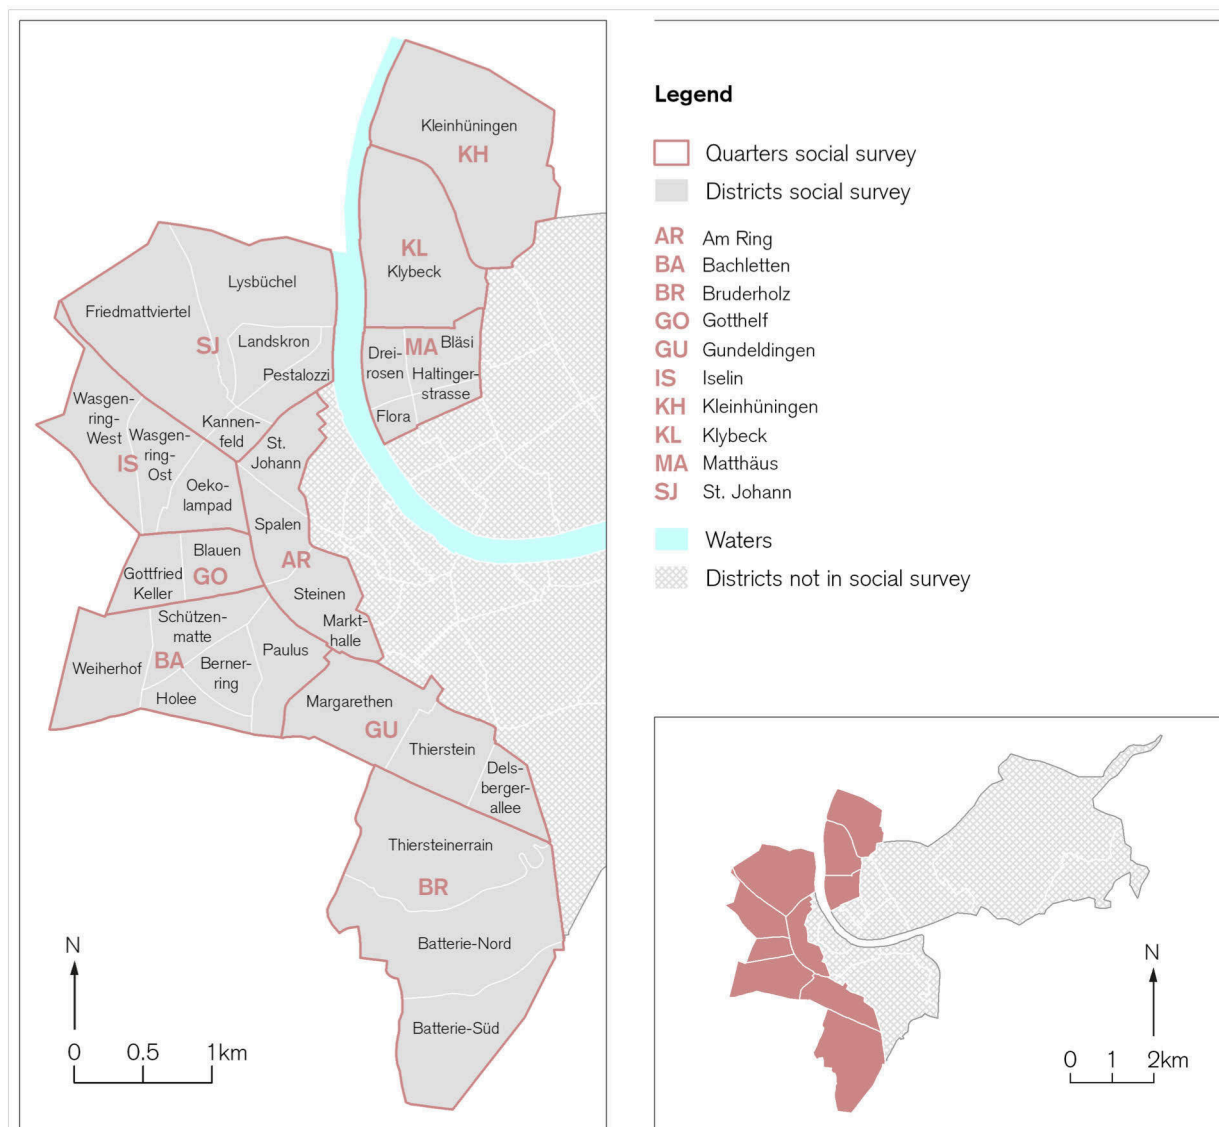 Kleinhüningen
KH
KL
Klybeck
Lysbüchel
Friedmattviertel
SJ
Landskron
Pestalozzi
Drei-
rosen
MA
Bläsi
Haltinger-
strasse
Flora
Wasgen-
ring-
West
Wasgen-
ring-
Ost
IS
Kannen-
feld
St.
Johann
Oeko-
lampad
Spalen
AR
Blauen
GO
Gottfried
Keller
Steinen
Markt-
halle
Schützen-
matte
BA
Weiherhof
Berner-
ring
Paulus
Holee
Margarethen
GU
Thierstein
Dels-
berger-
allee
Thiersteinerrain
BR
Batterie-Nord
Batterie-Süd
N
0 0.5 1km
Legend
Quarters social survey
Districts social survey
AR Am Ring
BA Bachletten
BR Bruderholz
GO Gotthelf
GU Gundeldingen
IS Iselin
KH Kleinhüningen
KL Klybeck
MA Matthäus
SJ St. Johann
Waters
Districts not in social survey
N
0 1 2km